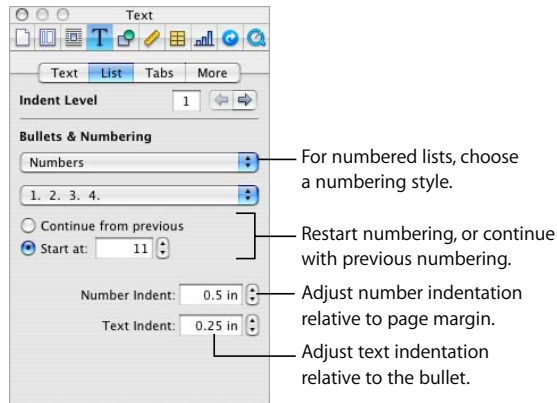 Text
T
Text List Tabs More
Indent Level 1
Bullets & Numbering
Numbers
1. 2. 3. 4.
Continue from previous
Start at: 11
Number Indent: 0.5 in
Text Indent: 0.25 in
For numbered lists, choose
a numbering style.
Restart numbering, or continue
with previous numbering.
Adjust number indentation
relative to page margin.
Adjust text indentation
relative to the bullet.